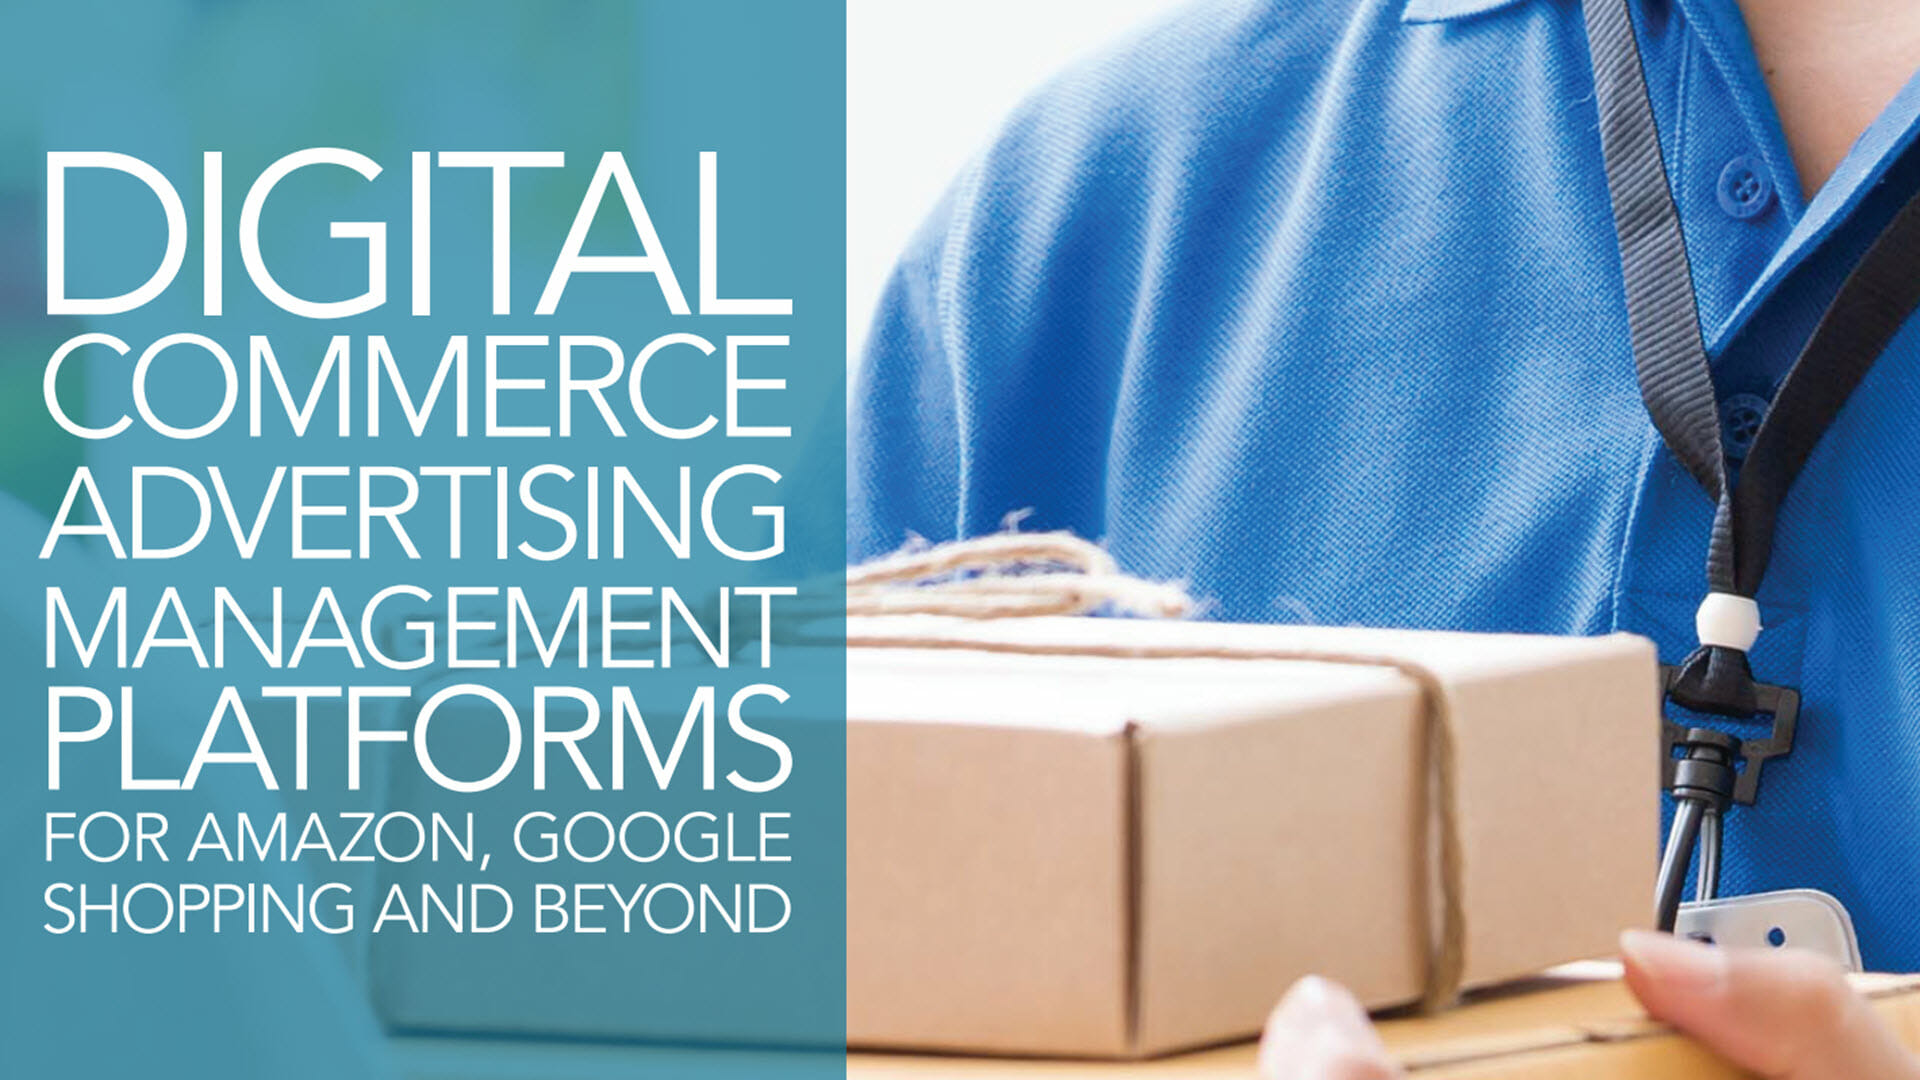 DIGITAL
COMMERCE
ADVERTISING
MANAGEMENT
PLATFORMS
FOR AMAZON, GOOGLE
SHOPPING AND BEYOND